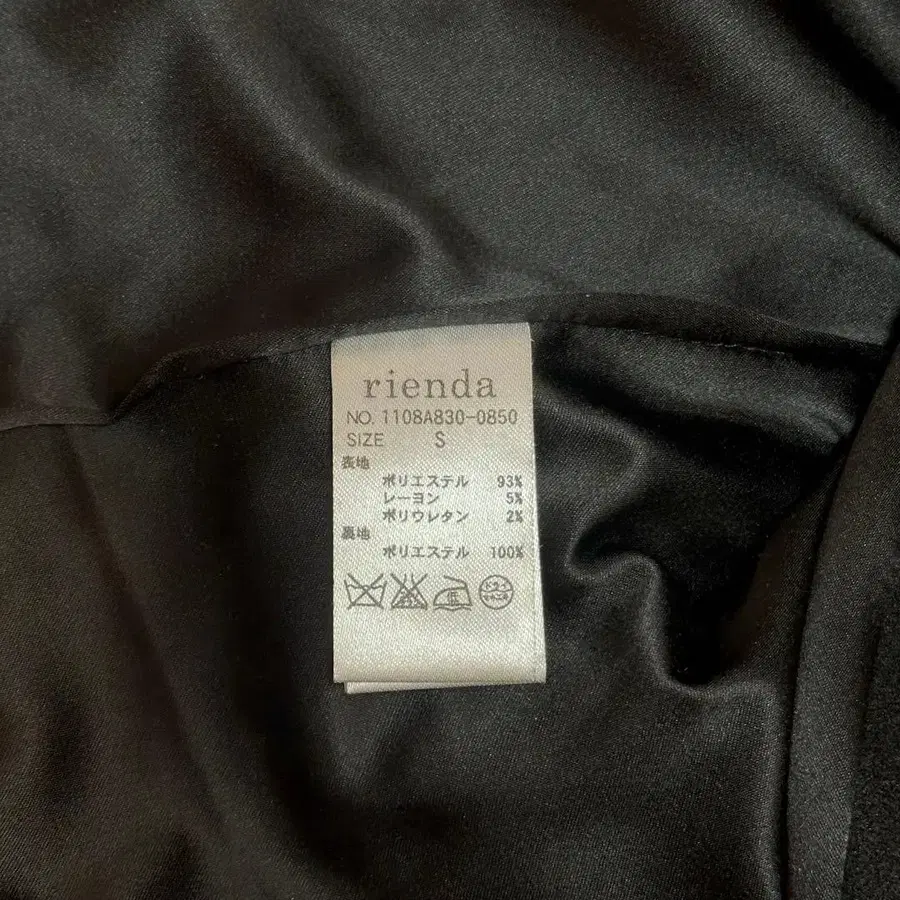 rienda
NO. 1108A830-0850
SIZE S
表地
ポリエステル 93%
レーヨン 5%
ポリウレタン 2%
裏地
ポリエステル 100%
低